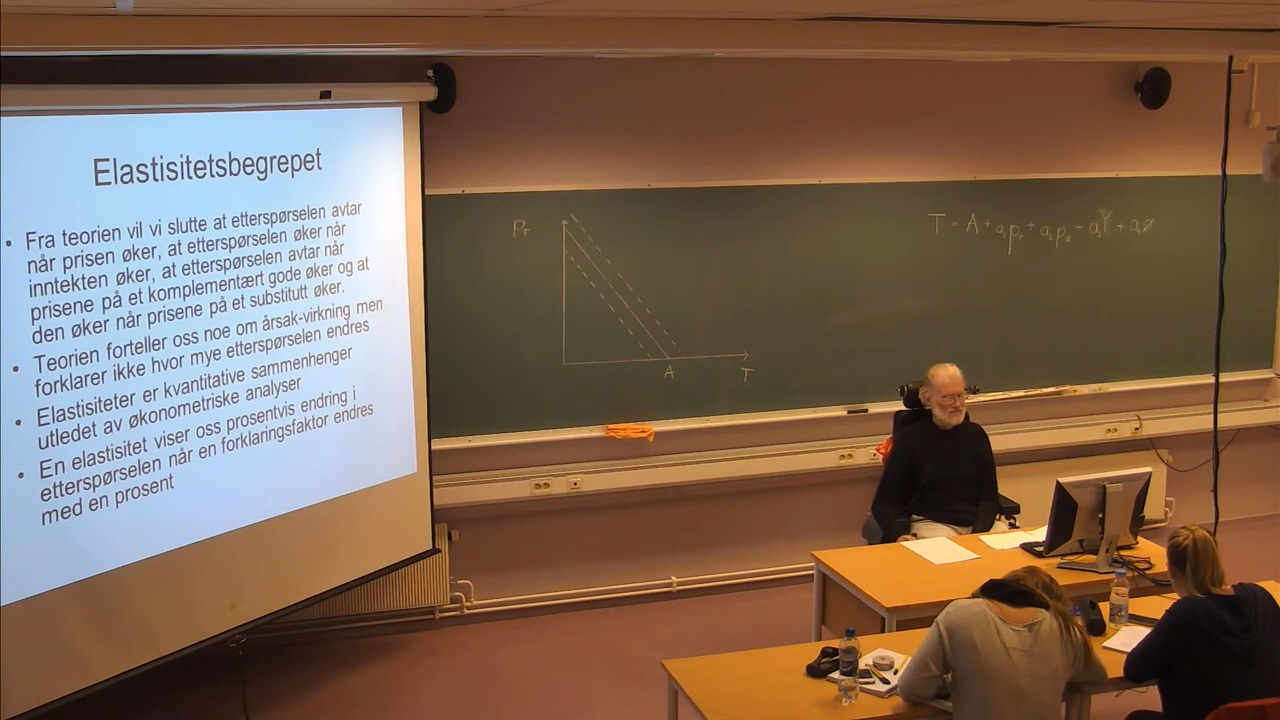 Elastisitetsbegrepet
• Fra teorien vil vi slutte at etterspørselen avtar
når prisen øker, at etterspørselen øker når
inntekten øker, at etterspørselen avtar når
prisene på et komplementært gode øker og at
den øker når prisene på et substitutt øker.
• Teorien forteller oss noe om årsak-virkning men
forklarer ikke hvor mye etterspørselen endres
• Elastisiteter er kvantitative sammenhenger
utledet av økonometriske analyser
• En elastisitet viser oss prosentvis endring i
etterspørselen når en forklaringsfaktor endres
med en prosent
A
T
T = A +